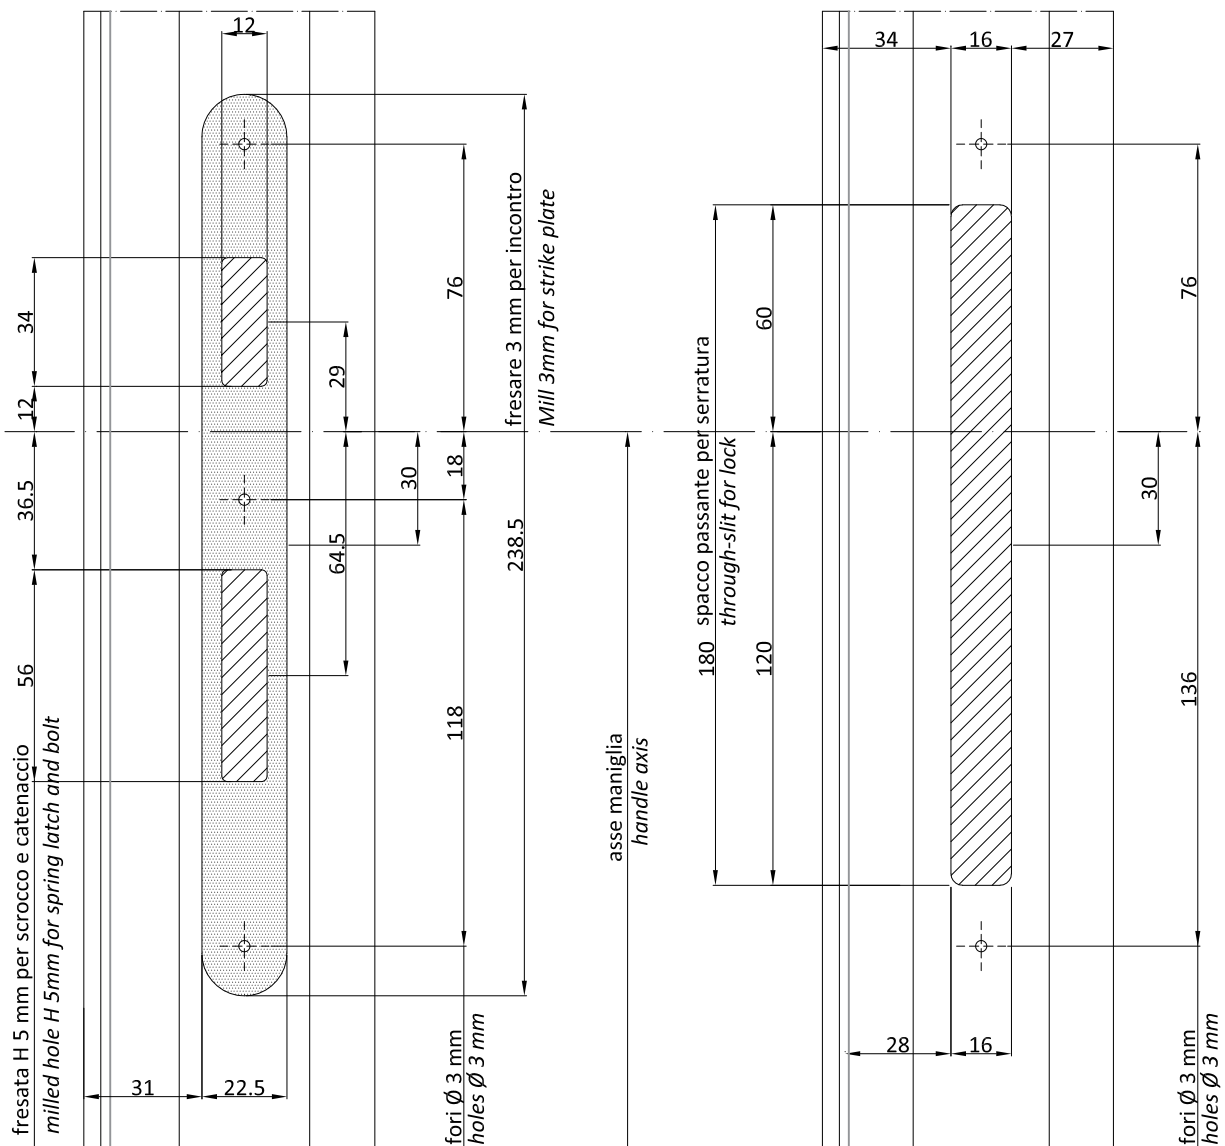 12
34
12
36.5
56
fresata H 5 mm per scrocco e catenaccio
milled hole H 5mm for spring latch and bolt
31
22.5
29
64.5
30
76
18
118
fori Ø 3 mm
holes Ø 3 mm
fresare 3 mm per incontro
Mill 3mm for strike plate
238.5
asse maniglia
handle axis
34
16
27
180 spacco passante per serratura
through-slit for lock
60
120
76
30
136
28
16
fori Ø 3 mm
holes Ø 3 mm